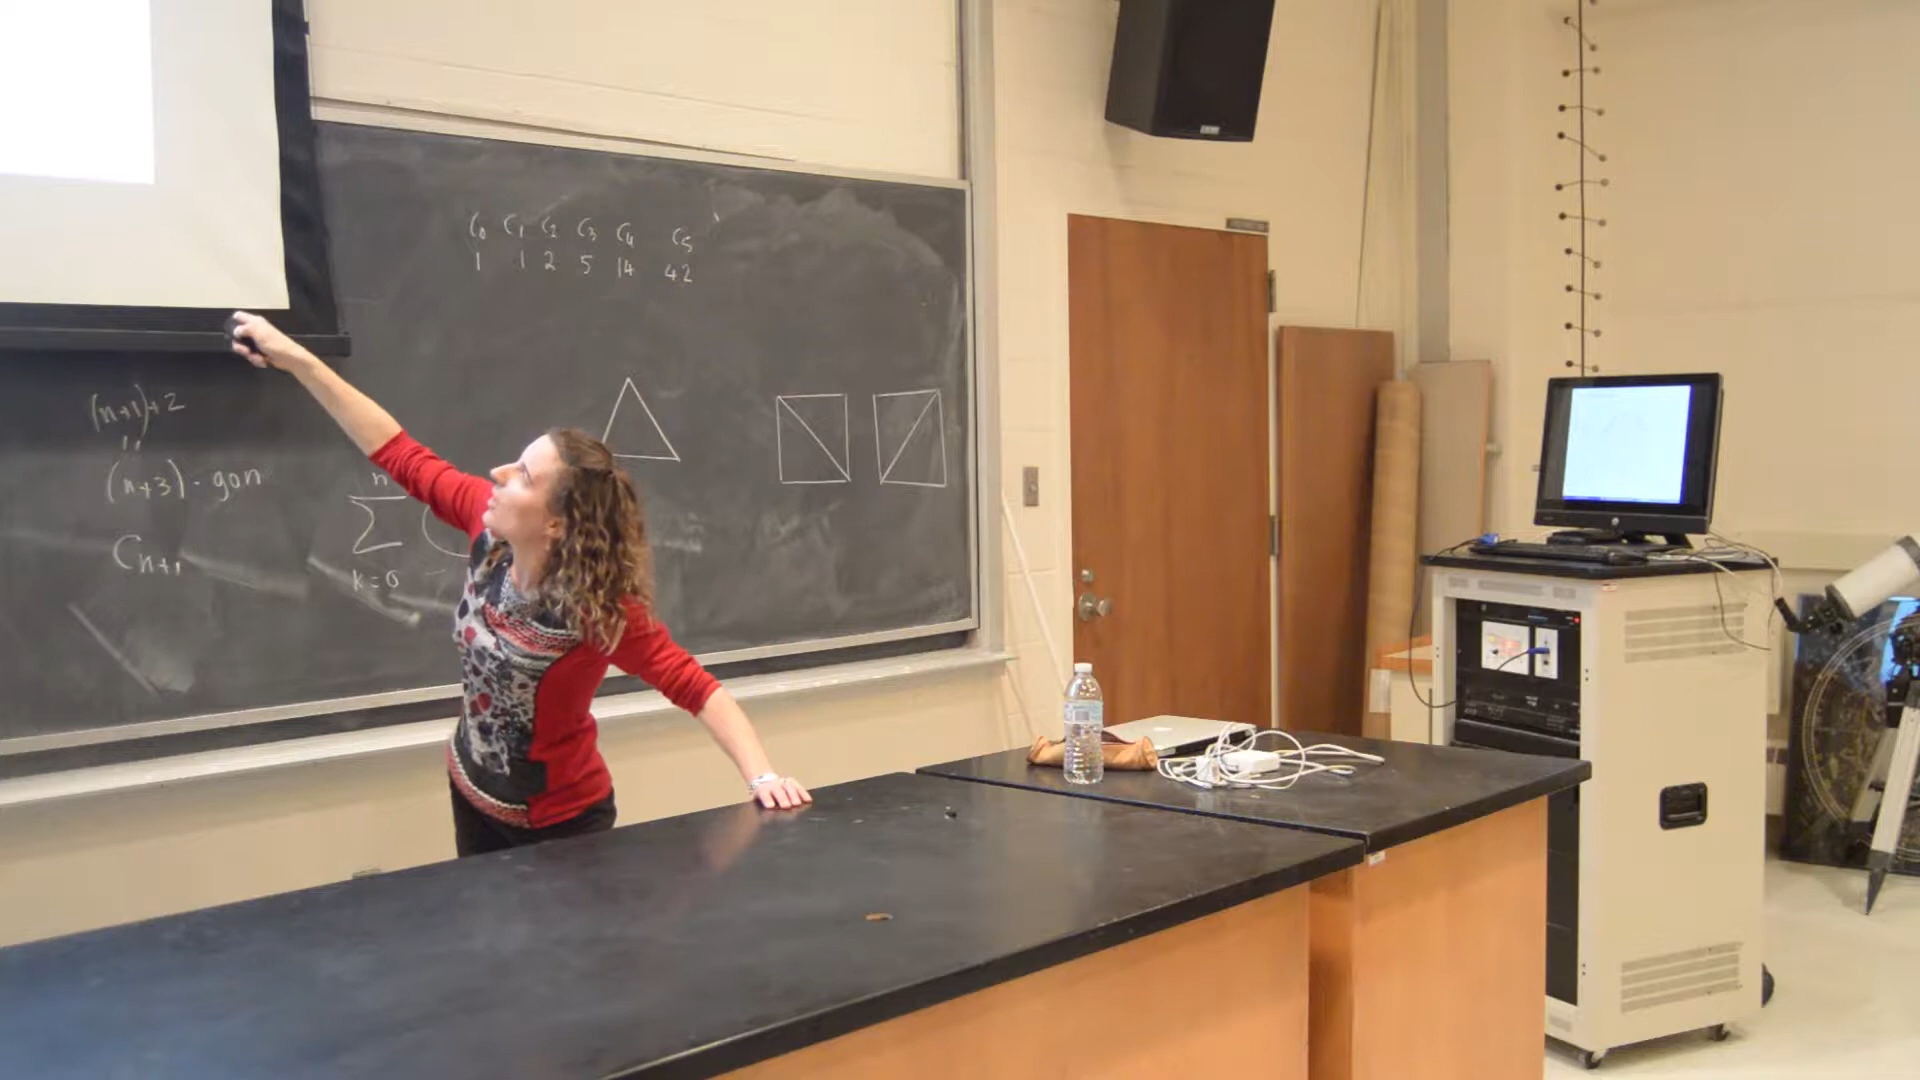 C₀ C₁ C₂ C₃ C₄ C₅
1 1 2 5 14 42
(n+1)+2
"
(n+3)-gon
Cₙ₊₁
n
∑ (
k=0